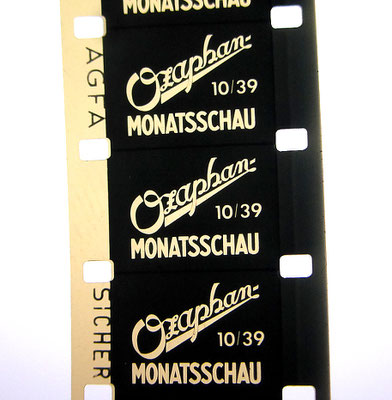 MONATSSCHAU
Ozaphan-
10/39
MONATSSCHAU
Ozaphan-
10/39
MONATSSCHAU
Ozaphan-
10/39
MONATSSCHAU
AGFA
SICHER